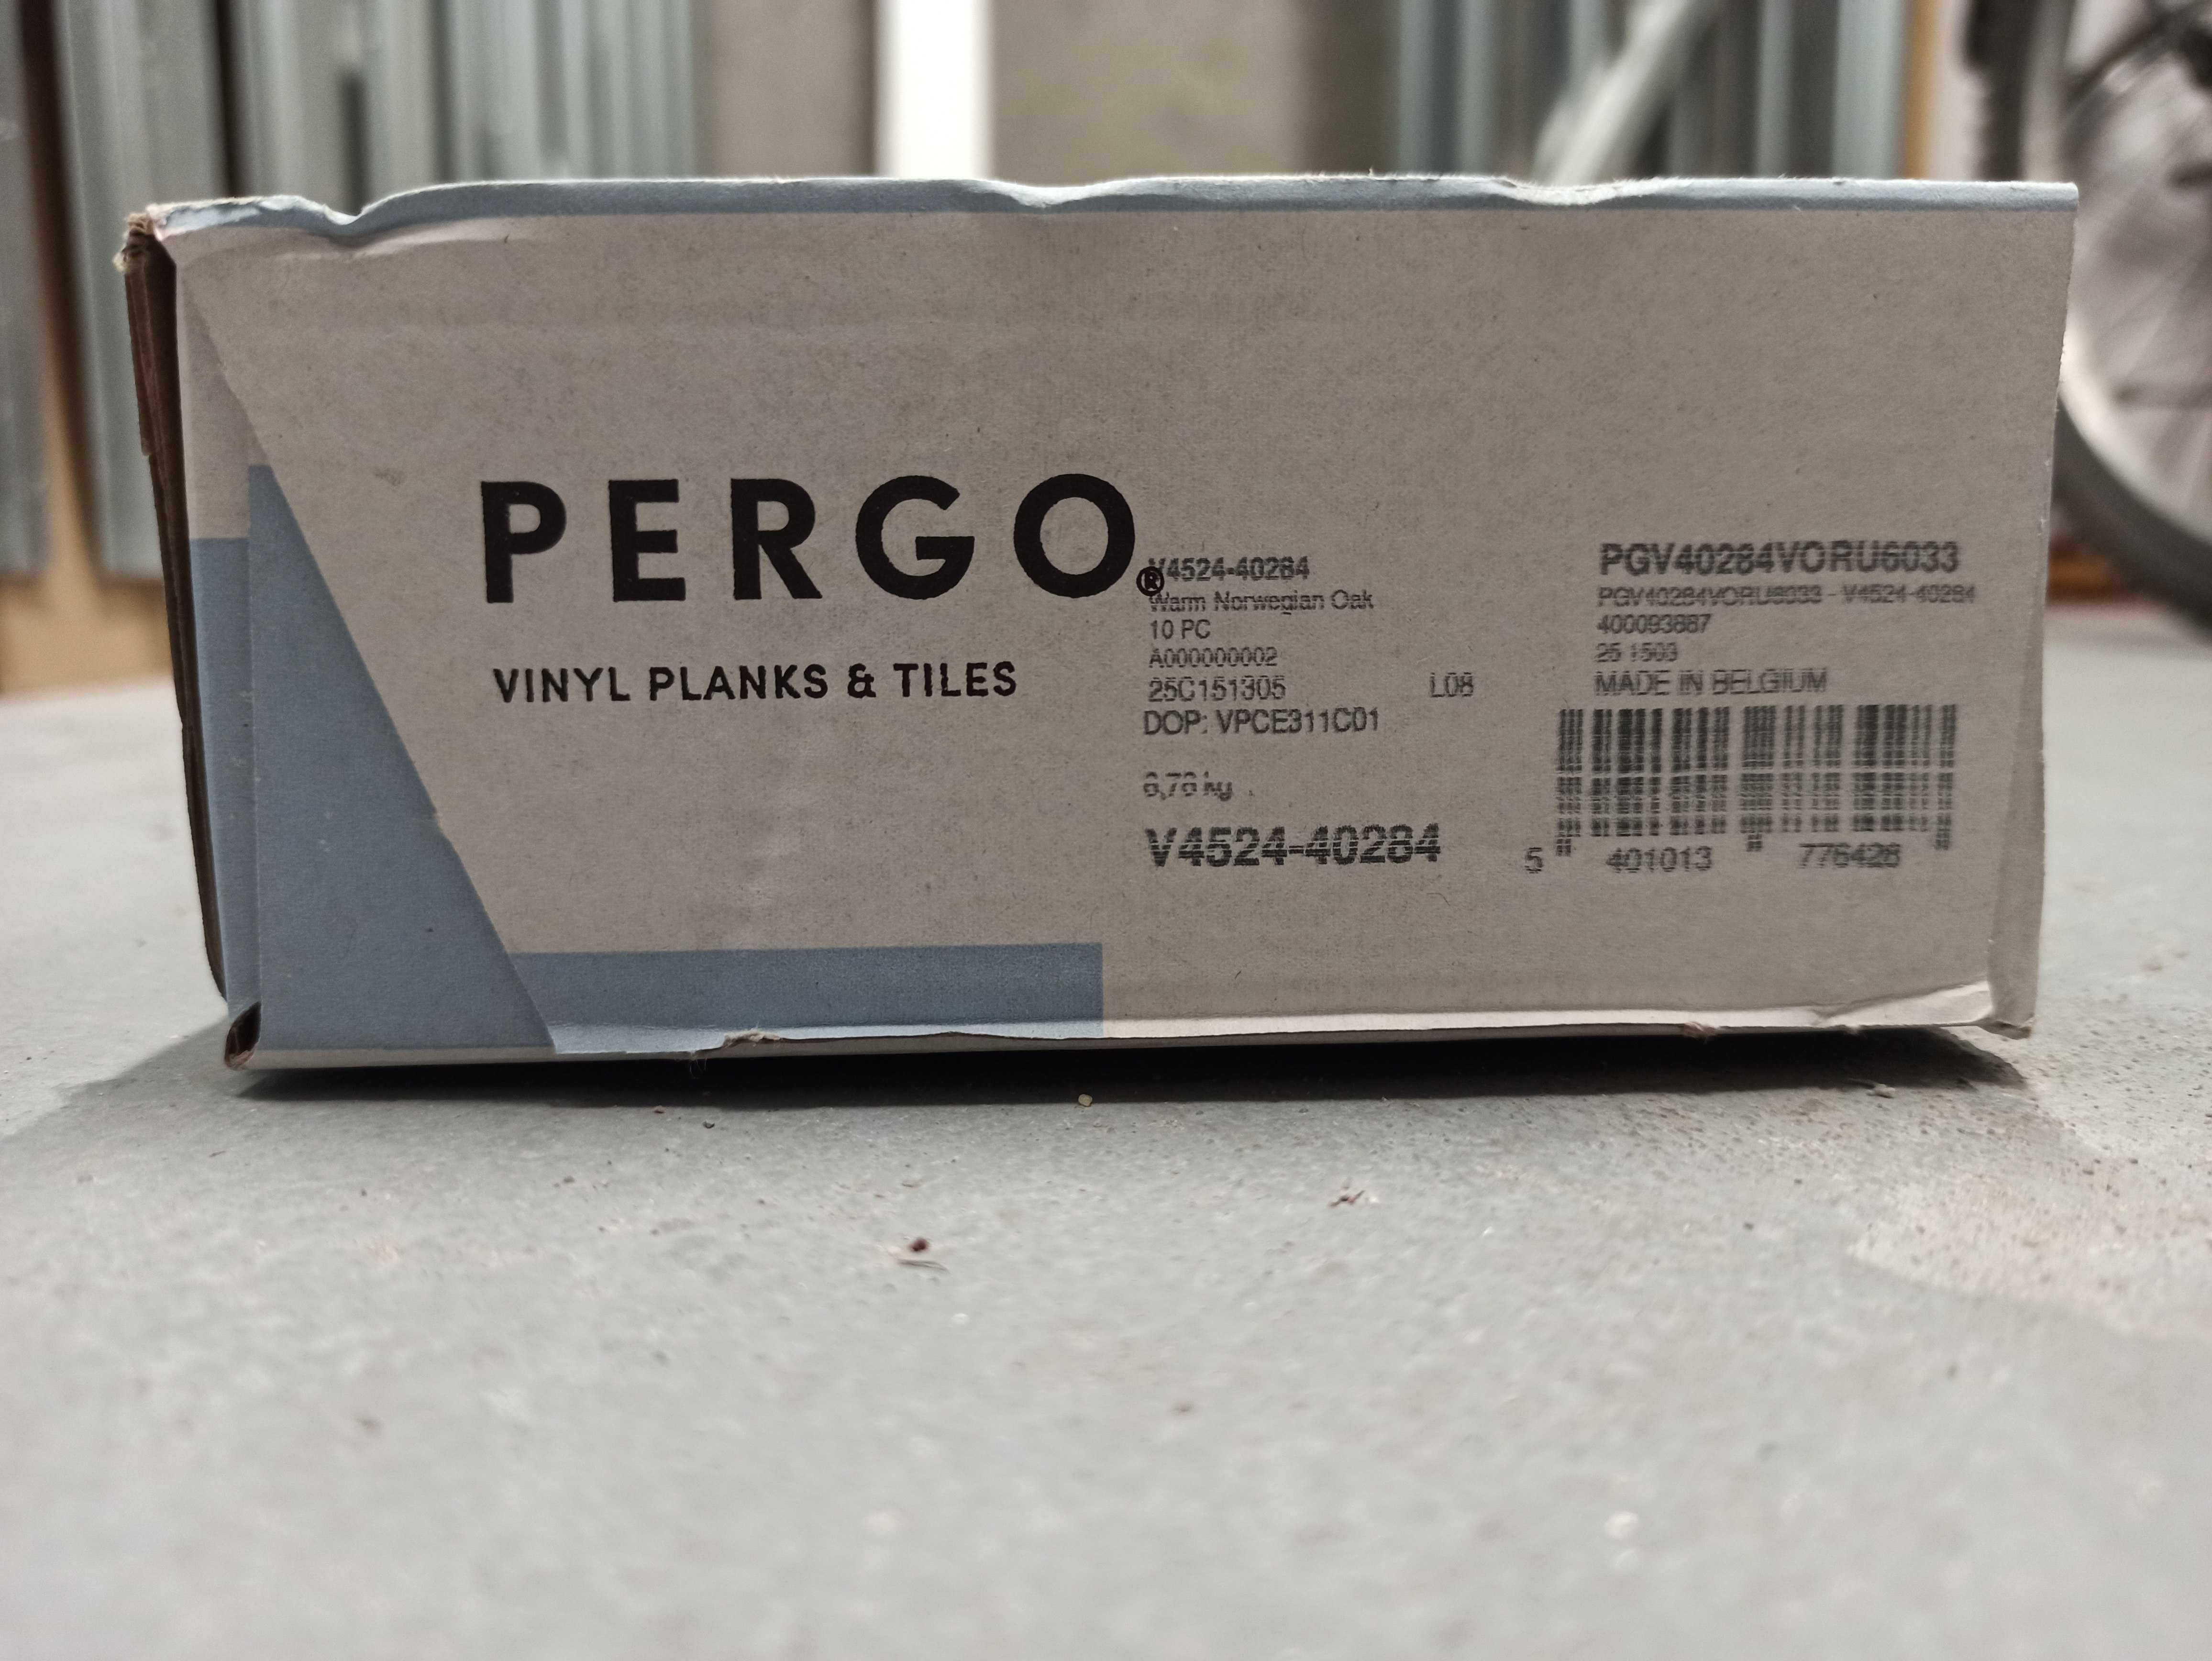 PERGO®
VINYL PLANKS & TILES
V4524-40284
Warm Norwegian Oak
10 PC
A000000002
25C151305 L08
DOP: VPCE311C01
V4524-40284
PGV40284VORU6033
PGV40284VORU6033 - V4524-40284
400093887
25 1503
MADE IN BELGIUM
5 401013 776428